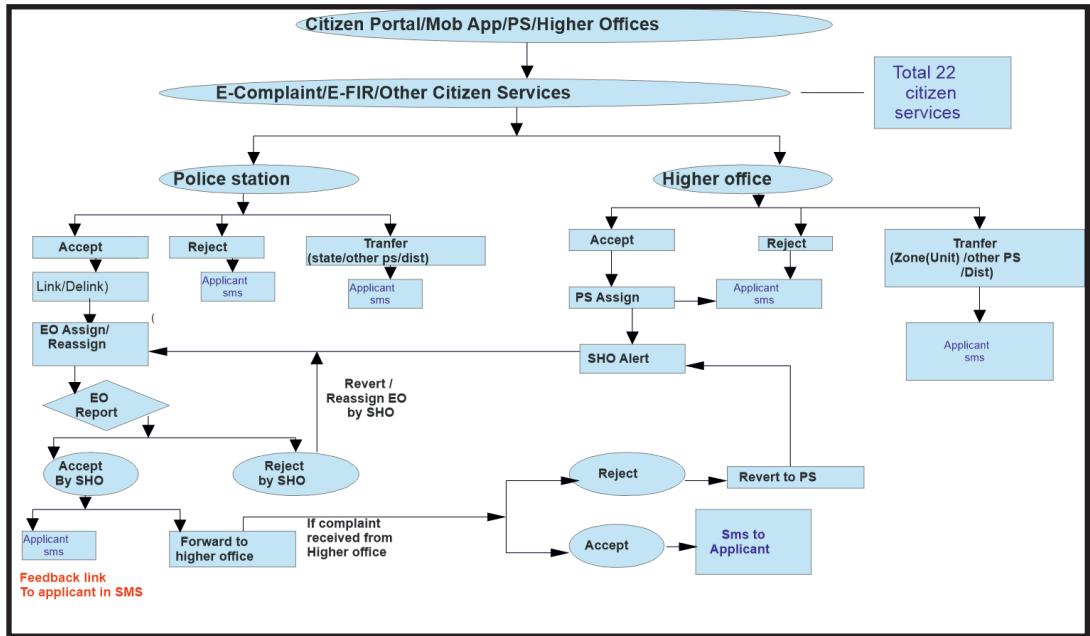 Citizen Portal/Mob App/PS/Higher Offices
E-Complaint/E-FIR/Other Citizen Services
Total 22
citizen
services
Police station
Higher office
Accept
Reject
Tranfer
(state/other ps/dist)
Accept
Reject
Tranfer
(Zone(Unit) /other PS
/Dist)
Link/Delink)
Applicant
sms
Applicant
sms
PS Assign
Applicant
sms
(
EO Assign/
Reassign
SHO Alert
Applicant
sms
EO
Report
Revert /
Reassign EO
by SHO
Accept
By SHO
Reject
by SHO
Reject
Revert to PS
Applicant
sms
Forward to
higher office
If complaint
received from
Higher office
Accept
Sms to
Applicant
Feedback link
To applicant in SMS